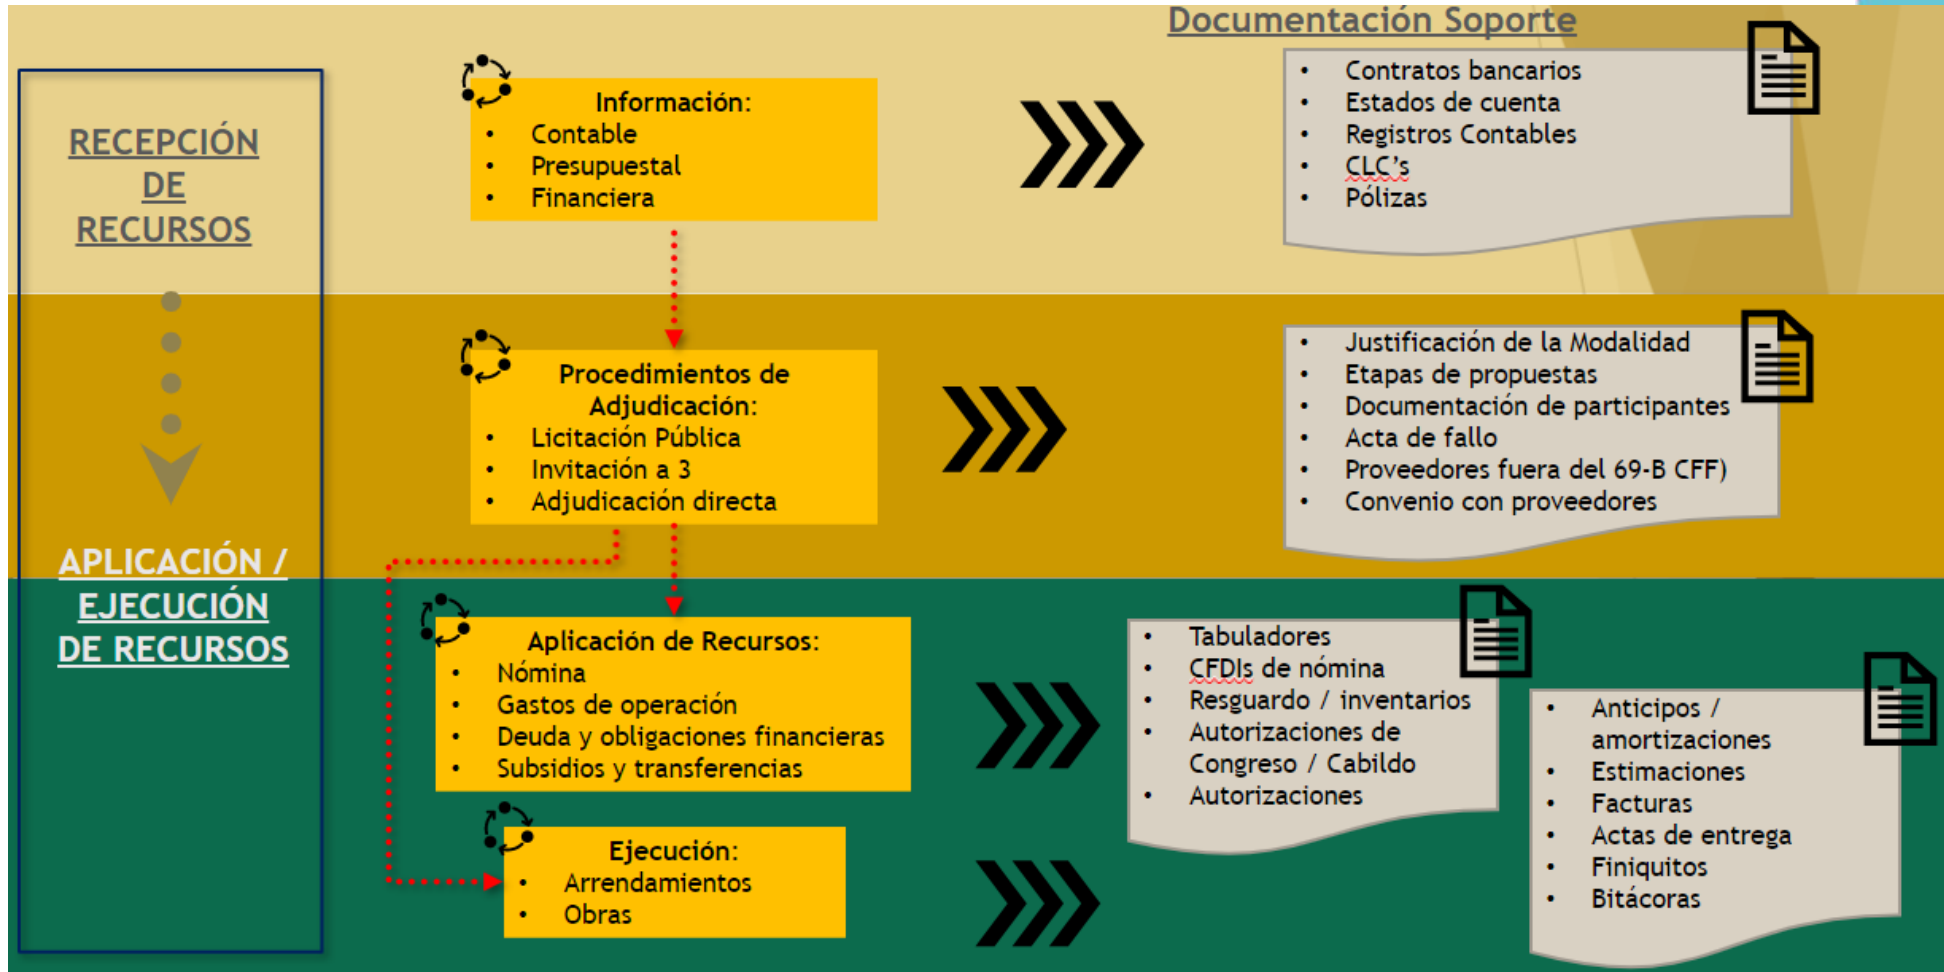 Documentación Soporte
RECEPCIÓN
DE
RECURSOS
APLICACIÓN /
EJECUCIÓN
DE RECURSOS
Información:
• Contable
• Presupuestal
• Financiera
• Contratos bancarios
• Estados de cuenta
• Registros Contables
• CLC's
• Pólizas
Procedimientos de
Adjudicación:
• Licitación Pública
• Invitación a 3
• Adjudicación directa
• Justificación de la Modalidad
• Etapas de propuestas
• Documentación de participantes
• Acta de fallo
• Proveedores fuera del 69-B CFF)
• Convenio con proveedores
Aplicación de Recursos:
• Nómina
• Gastos de operación
• Deuda y obligaciones financieras
• Subsidios y transferencias
• Tabuladores
• CFDIs de nómina
• Resguardo / inventarios
• Autorizaciones de
Congreso / Cabildo
• Autorizaciones
Ejecución:
• Arrendamientos
• Obras
• Anticipos /
amortizaciones
• Estimaciones
• Facturas
• Actas de entrega
• Finiquitos
• Bitácoras